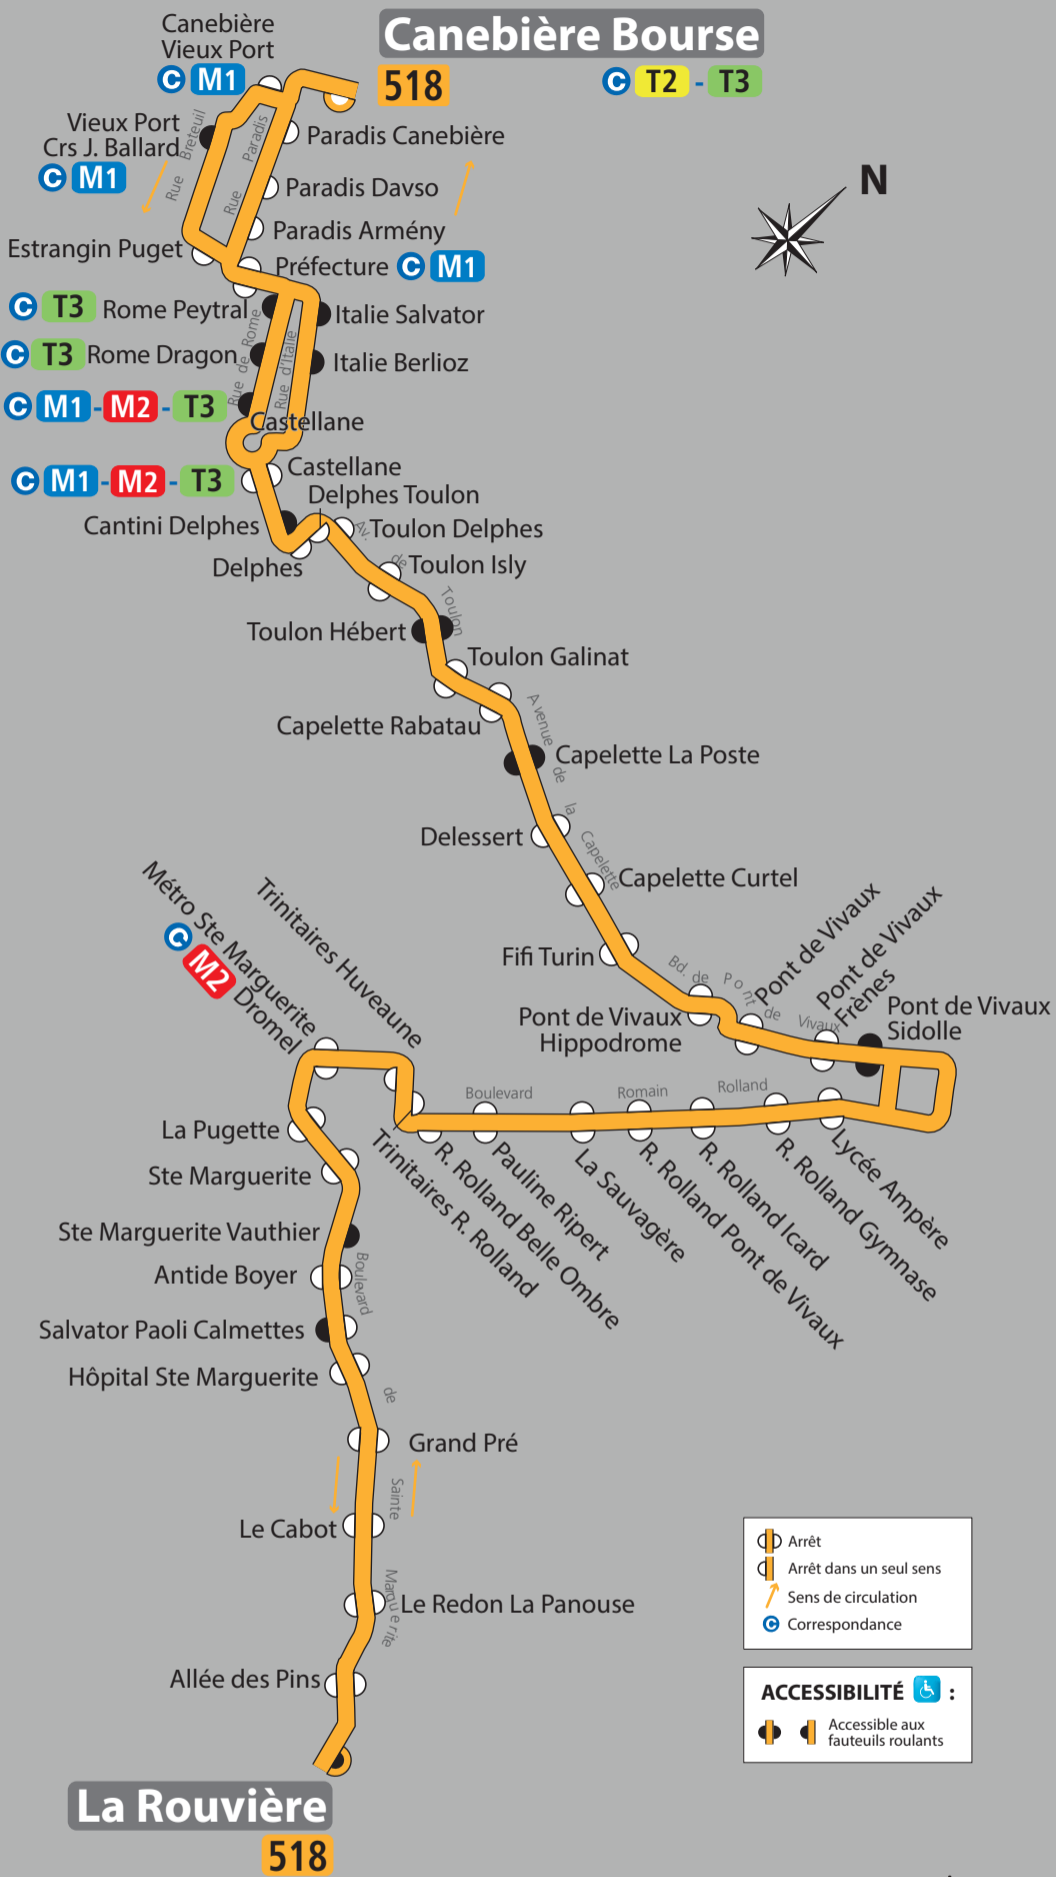 Canebière
Vieux Port
C M1
Canebière Bourse
518
C T2 - T3
Vieux Port
Crs J. Ballard
C M1
Rue Breteuil
Rue Paradis
Paradis Canebière
N
Paradis Davso
Paradis Armény
Estrangin Puget
Préfecture C M1
C T3 Rome Peytral
Italie Salvator
C T3 Rome Dragon
Italie Berlioz
Rue de Rome
Rue d'Italie
C M1-M2-T3
Castellane
Castellane
C M1-M2-T3
Delphes Toulon
Cantini Delphes
Toulon Delphes
Delphes
Toulon Isly
Av. de Toulon
Toulon Hébert
Toulon Galinat
Capelette Rabatau
Avenue de la Capelette
Capelette La Poste
Delessert
Capelette Curtel
Fifi Turin
Bd. de Pont de Vivaux
Pont de Vivaux
Hippodrome
Pont de Vivaux
Pont de Vivaux
Frènes
Pont de Vivaux
Sidolle
Métro Ste Marguerite
Dromel
C M2
Trinitaires Huveaune
Boulevard Romain Rolland
La Pugette
Trinitaires R. Rolland
R. Rolland Belle Ombre
Pauline Ripert
La Sauvagère
R. Rolland Pont de Vivaux
R. Rolland Icard
R. Rolland Gymnase
Lycée Ampère
Ste Marguerite
Ste Marguerite Vauthier
Antide Boyer
Boulevard de Sainte Marguerite
Salvator Paoli Calmettes
Hôpital Ste Marguerite
Grand Pré
Le Cabot
Le Redon La Panouse
Allée des Pins
La Rouvière
518
Arrêt
Arrêt dans un seul sens
Sens de circulation
C Correspondance
ACCESSIBILITÉ :
Accessible aux
fauteuils roulants